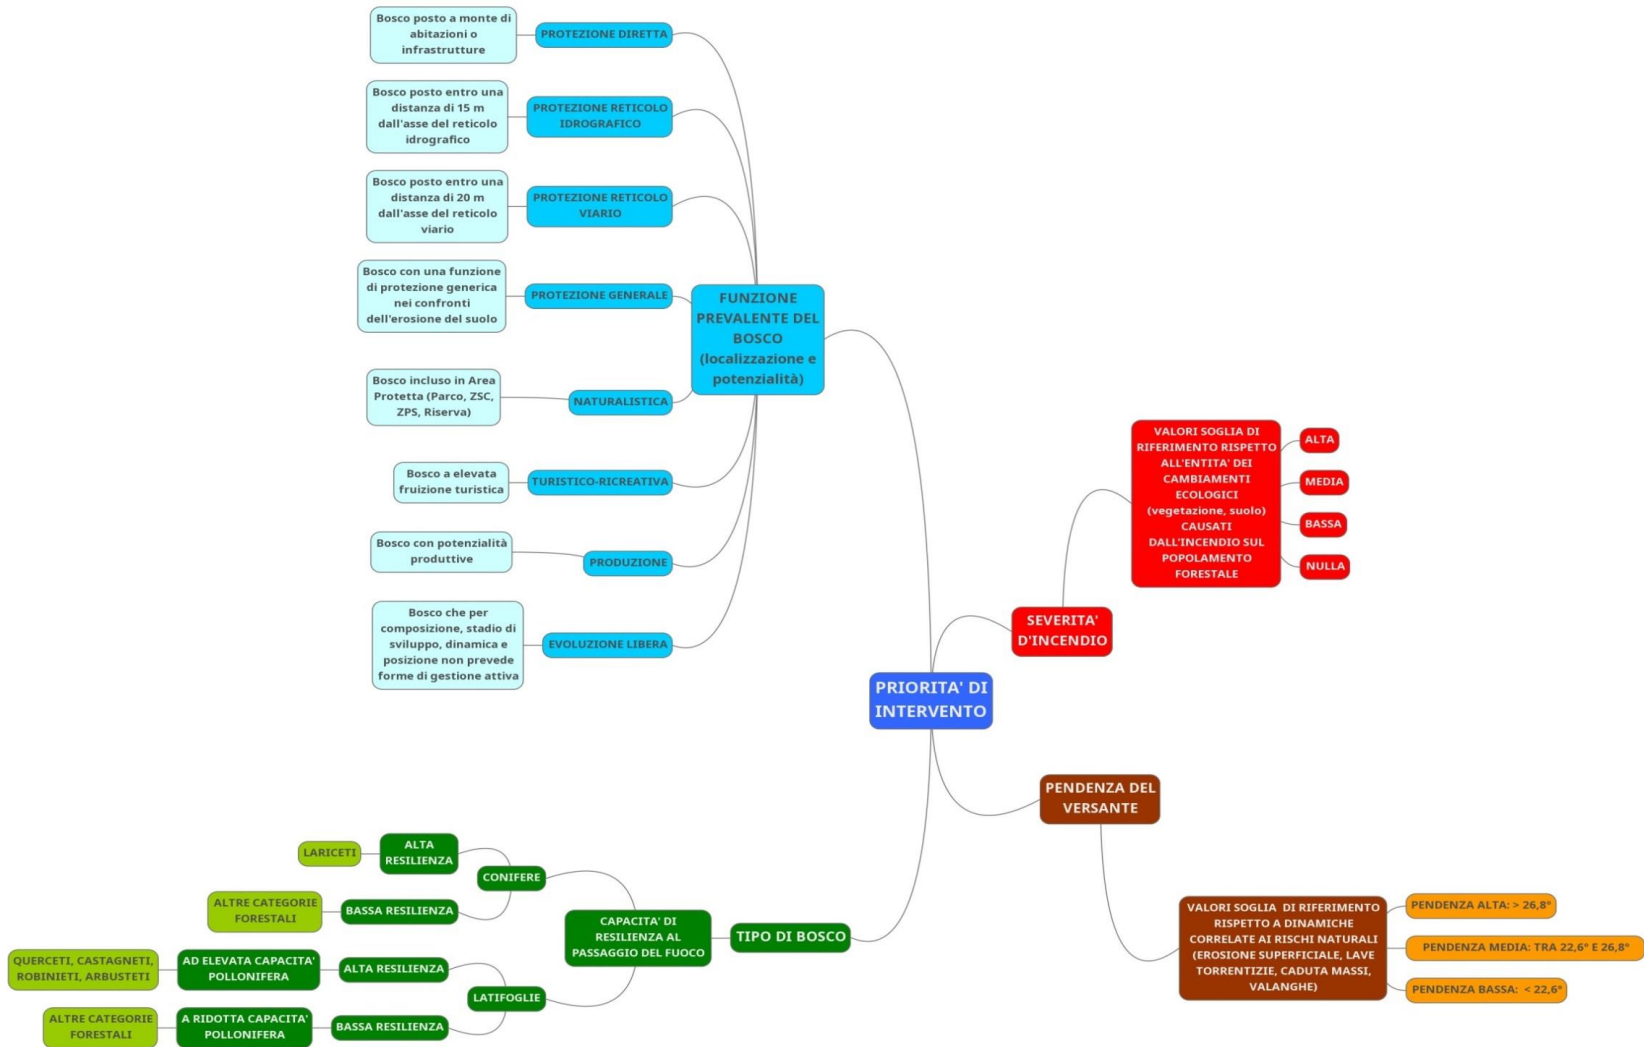 Bosco posto a monte di
abitazioni o
infrastrutture
PROTEZIONE DIRETTA
Bosco posto entro una
distanza di 15 m
dall'asse del reticolo
idrografico
PROTEZIONE RETICOLO
IDROGRAFICO
Bosco posto entro una
distanza di 20 m
dall'asse del reticolo
viario
PROTEZIONE RETICOLO
VIARIO
Bosco con una funzione
di protezione generica
nei confronti
dell'erosione del suolo
PROTEZIONE GENERALE
Bosco incluso in Area
Protetta (Parco, ZSC,
ZPS, Riserva)
NATURALISTICA
Bosco a elevata
fruizione turistica
TURISTICO-RICREATIVA
Bosco con potenzialità
produttive
PRODUZIONE
Bosco che per
composizione, stadio di
sviluppo, dinamica e
posizione non prevede
forme di gestione attiva
EVOLUZIONE LIBERA
FUNZIONE
PREVALENTE DEL
BOSCO
(localizzazione e
potenzialità)
VALORI SOGLIA DI
RIFERIMENTO RISPETTO
ALL'ENTITA' DEI
CAMBIAMENTI
ECOLOGICI
(vegetazione, suolo)
CAUSATI
DALL'INCENDIO SUL
POPOLAMENTO
FORESTALE
ALTA
MEDIA
BASSA
NULLA
SEVERITA'
D'INCENDIO
PRIORITA' DI
INTERVENTO
PENDENZA DEL
VERSANTE
VALORI SOGLIA DI RIFERIMENTO
RISPETTO A DINAMICHE
CORRELATE AI RISCHI NATURALI
(EROSIONE SUPERFICIALE, LAVE
TORRENTIZIE, CADUTA MASSI,
VALANGHE)
PENDENZA ALTA: > 26,8°
PENDENZA MEDIA: TRA 22,6° E 26,8°
PENDENZA BASSA: < 22,6°
LARICETI
ALTA
RESILIENZA
CONIFERE
ALTRE CATEGORIE
FORESTALI
BASSA RESILIENZA
CAPACITA' DI
RESILIENZA AL
PASSAGGIO DEL FUOCO
TIPO DI BOSCO
QUERCETI, CASTAGNETI,
ROBINIETI, ARBUSTETI
AD ELEVATA CAPACITA'
POLLONIFERA
ALTA RESILIENZA
LATIFOGLIE
ALTRE CATEGORIE
FORESTALI
A RIDOTTA CAPACITA'
POLLONIFERA
BASSA RESILIENZA